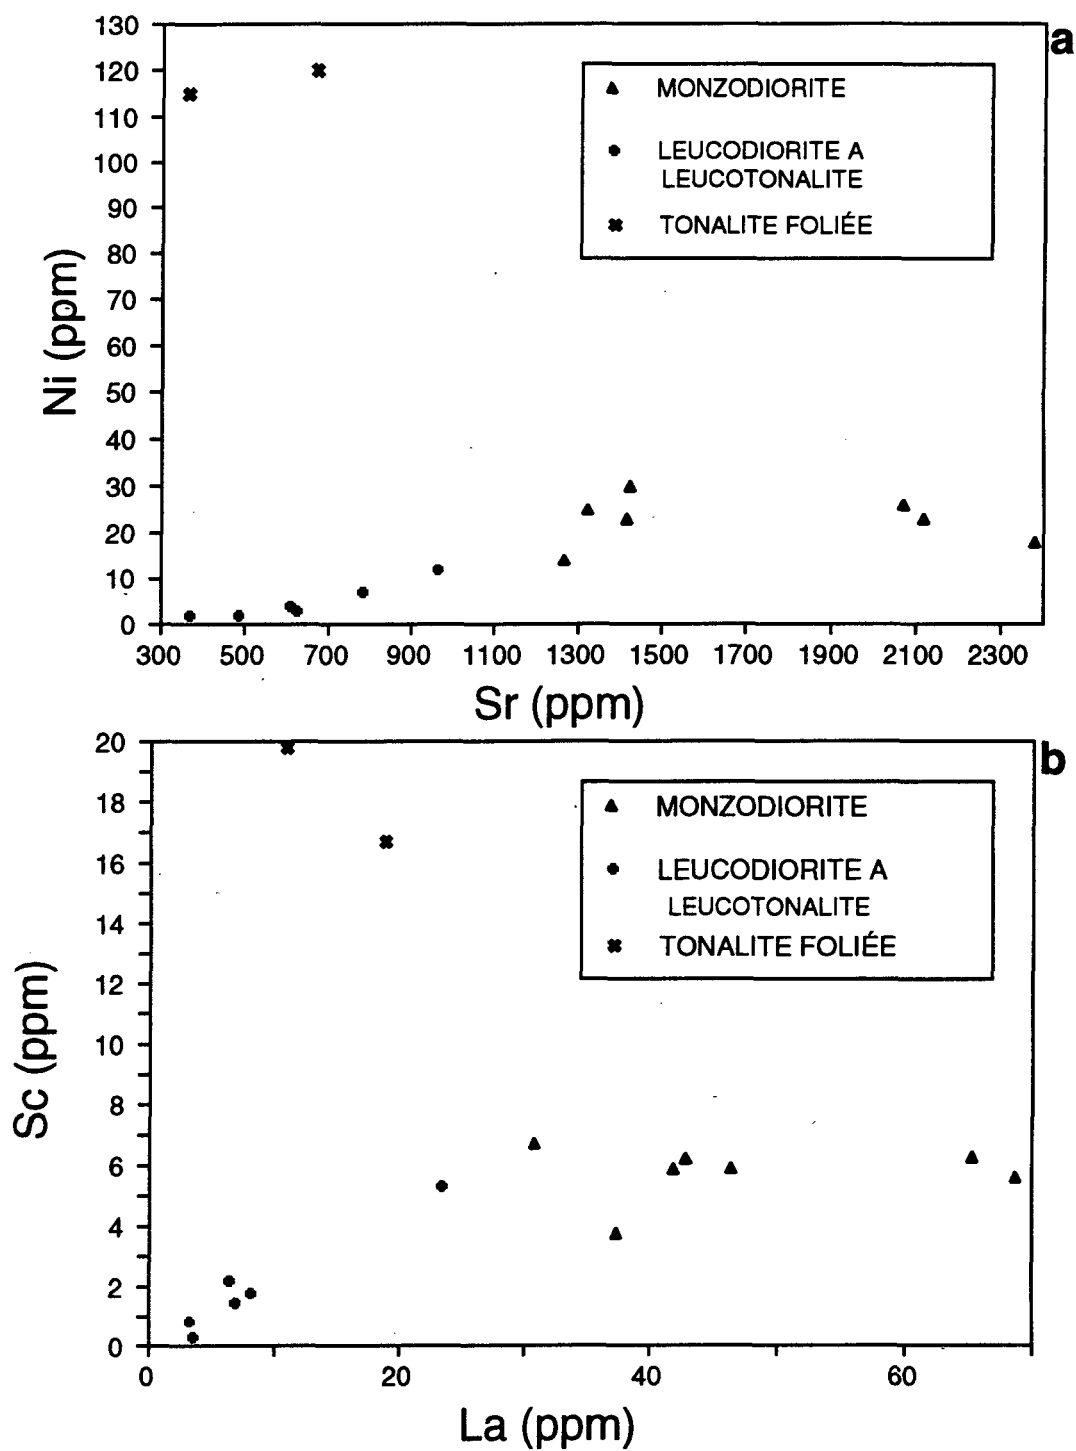 a
130
120
110
100
90
80
70
60
50
40
30
20
10
0
Ni (ppm)
MONZODIORITE
LEUCODIORITE A
LEUCOTONALITE
TONALITE FOLIÉE
300 500 700 900 1100 1300 1500 1700 1900 2100 2300
Sr (ppm)
b
20
18
16
14
12
10
8
6
4
2
0
Sc (ppm)
MONZODIORITE
LEUCODIORITE A
LEUCOTONALITE
TONALITE FOLIÉE
0 20 40 60
La (ppm)